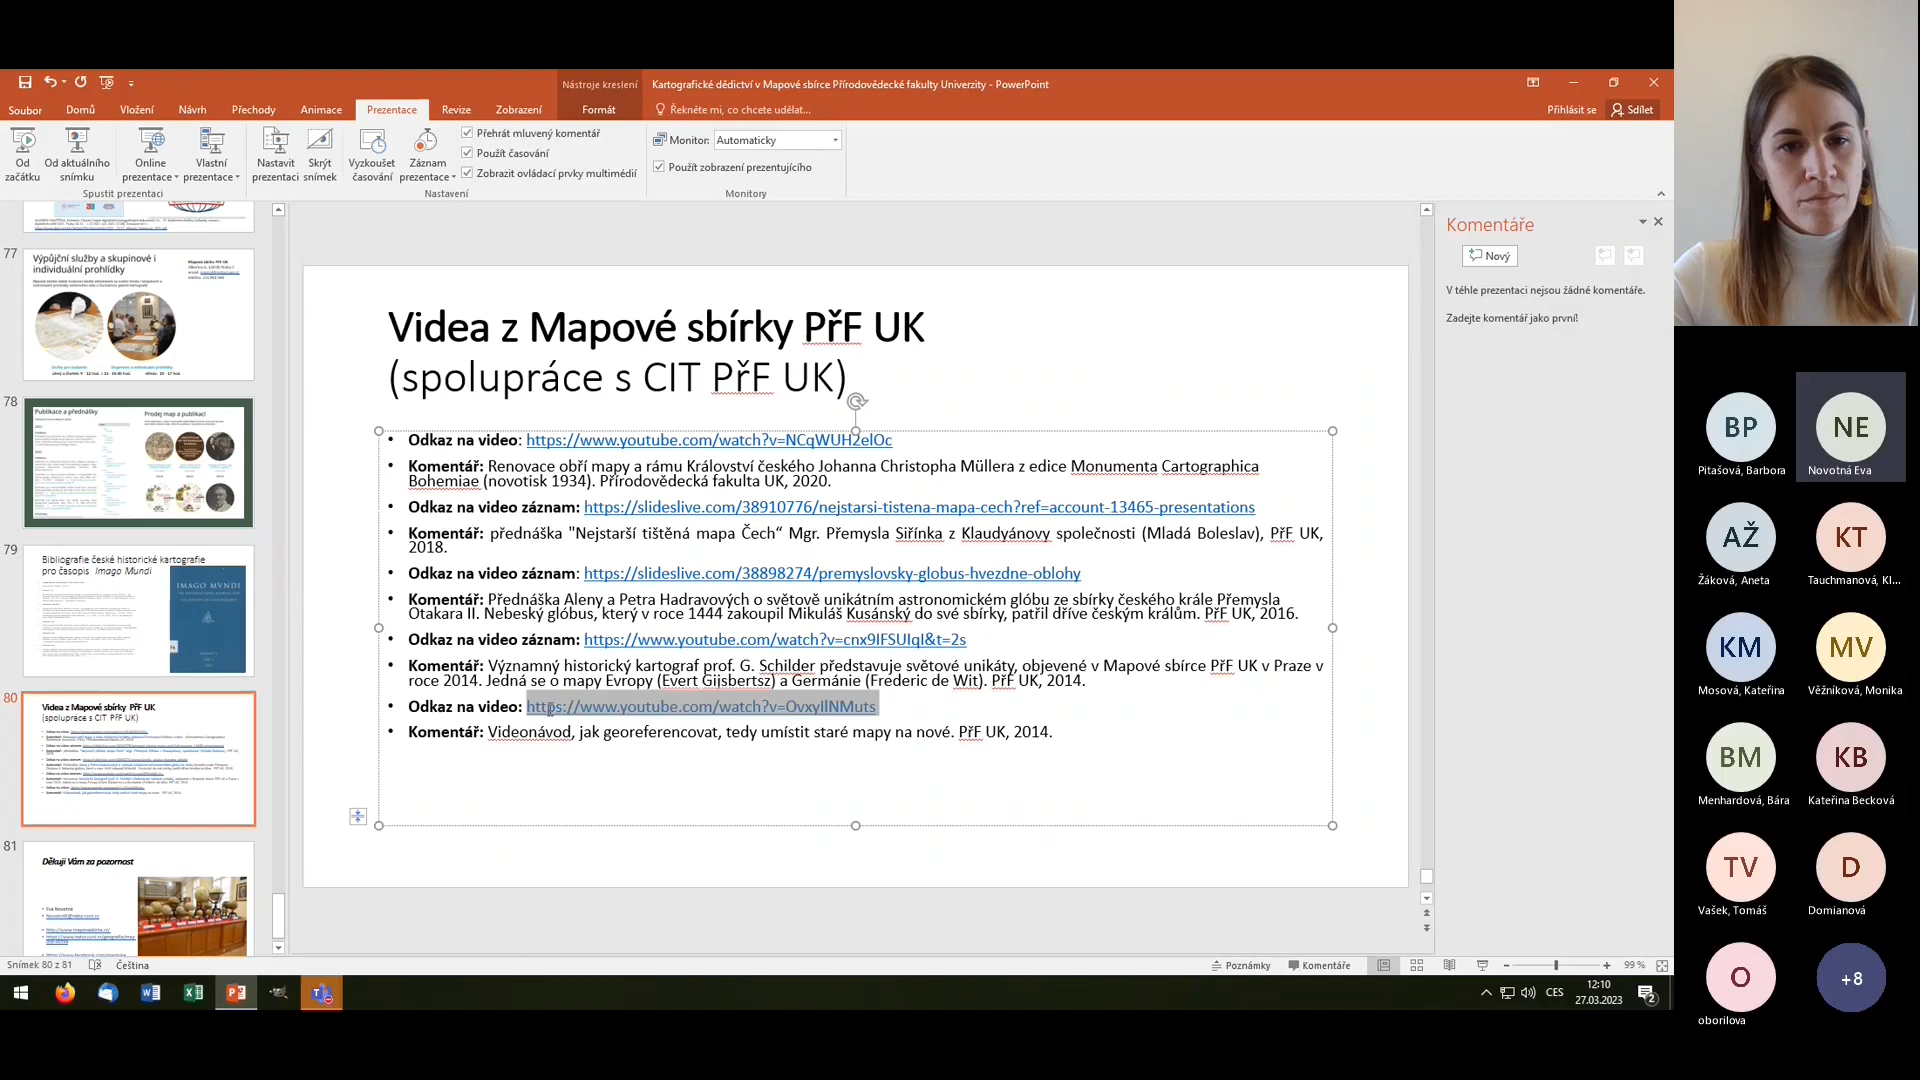 Nástroje kreslení
Kartografické dědictví v Mapové sbírce Přírodovědecké fakulty Univerzity - PowerPoint
Soubor Domů Vložení Návrh Přechody Animace Prezentace Revize Zobrazení Formát Řekněte mi, co chcete udělat... Přihlásit se Sdílet
Od začátku
Od aktuálního snímku
Online prezentace
Vlastní prezentace
Nastavit prezentaci
Skrýt snímek
Vyzkoušet časování
Záznam prezentace
Přehrát mluvený komentář
Použít časování
Zobrazit ovládací prvky multimédií
Monitor: Automaticky
Použít zobrazení prezentujícího
Spustit prezentaci
Nastavení
Monitory
77
Výpůjční služby a skupinové i
individuální prohlídky
Mapová sbírka PřF UK
78
Publikace a přednášky
Prodej map a publikací
79
Bibliografie české historické kartografie
pro časopis Imago Mundi
IMAGO MVNDI
80
Videa z Mapové sbírky PřF UK
(spolupráce s CIT PřF UK)
81
Děkuji Vám za pozornost
Eva Novotná
Videa z Mapové sbírky PřF UK
(spolupráce s CIT PřF UK)
• Odkaz na video: https://www.youtube.com/watch?v=NCqWUH2elOc
• Komentář: Renovace obří mapy a rámu Království českého Johanna Christopha Müllera z edice Monumenta Cartographica
Bohemiae (novotisk 1934). Přírodovědecká fakulta UK, 2020.
• Odkaz na video záznam: https://slideslive.com/38910776/nejstarsi-tistena-mapa-cech?ref=account-13465-presentations
• Komentář: přednáška "Nejstarší tištěná mapa Čech“ Mgr. Přemysla Siřínka z Klaudyánovy společnosti (Mladá Boleslav), PřF UK,
2018.
• Odkaz na video záznam: https://slideslive.com/38898274/premyslovsky-globus-hvezdne-oblohy
• Komentář: Přednáška Aleny a Petra Hadravových o světově unikátním astronomickém glóbu ze sbírky českého krále Přemysla
Otakara II. Nebeský glóbus, který v roce 1444 zakoupil Mikuláš Kusánský do své sbírky, patřil dříve českým králům. PřF UK, 2016.
• Odkaz na video záznam: https://www.youtube.com/watch?v=cnx9IFSUIqI&t=2s
• Komentář: Významný historický kartograf prof. G. Schilder představuje světové unikáty, objevené v Mapové sbírce PřF UK v Praze v
roce 2014. Jedná se o mapy Evropy (Evert Gijsbertsz) a Germánie (Frederic de Wit). PřF UK, 2014.
• Odkaz na video: https://www.youtube.com/watch?v=OvxyIlNMuts
• Komentář: Videonávod, jak georeferencovat, tedy umístit staré mapy na nové. PřF UK, 2014.
Komentáře
Nový
V téhle prezentaci nejsou žádné komentáře.
Zadejte komentář jako první!
Snímek 80 z 81 Čeština
Poznámky Komentáře 99 %
CES
12:10
27.03.2023
2
BP NE
Pitašová, Barbora Novotná Eva
AŽ KT
Žáková, Aneta Tauchmanová, Kl...
KM MV
Mosová, Kateřina Věžníková, Monika
BM KB
Menhardová, Bára Kateřina Becková
TV D
Vašek, Tomáš Domianová
O +8
oborilova